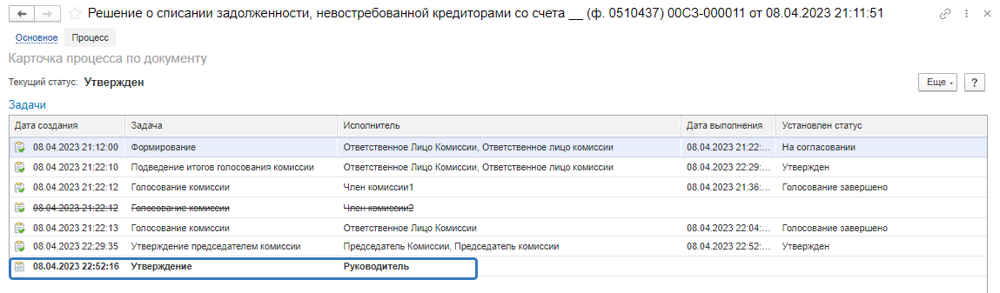 Решение о списании задолженности, невостребованной кредиторами со счета __ (ф. 0510437) 00СЗ-000011 от 08.04.2023 21:11:51
Основное Процесс
Карточка процесса по документу
Текущий статус: Утвержден Еще ?
Задачи
Дата создания Задача Исполнитель Дата выполнения Установлен статус
08.04.2023 21:12:00 Формирование Ответственное Лицо Комиссии, Ответственное лицо комиссии 08.04.2023 21:22:... На согласовании
08.04.2023 21:22:10 Подведение итогов голосования комиссии Ответственное Лицо Комиссии, Ответственное лицо комиссии 08.04.2023 22:29:... Утвержден
08.04.2023 21:22:12 Голосование комиссии Член комиссии1 08.04.2023 21:36:... Голосование завершено
08.04.2023 21:22:12 Голосование комиссии Член комиссии2
08.04.2023 21:22:13 Голосование комиссии Ответственное Лицо Комиссии 08.04.2023 22:04:... Голосование завершено
08.04.2023 22:29:35 Утверждение председателем комиссии Председатель Комиссии, Председатель комиссии 08.04.2023 22:52:... Утвержден
08.04.2023 22:52:16 Утверждение Руководитель